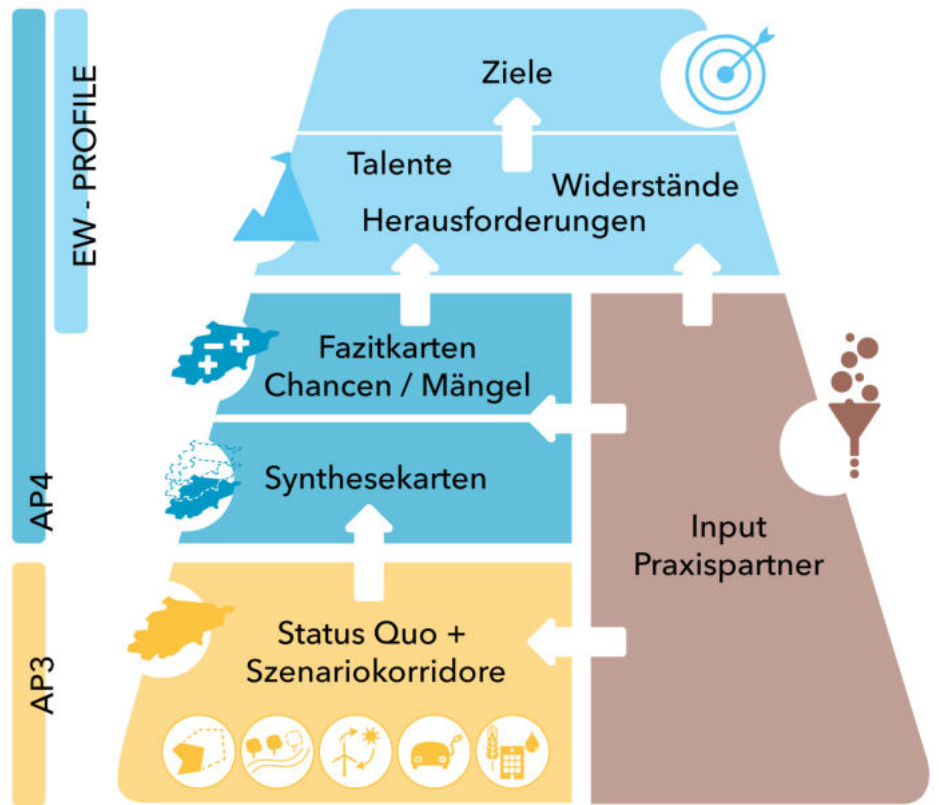 Ziele
Talente
Widerstände
Herausforderungen
EW - PROFILE
Fazitkarten
Chancen / Mängel
Synthesekarten
AP4
Input
Praxispartner
Status Quo +
Szenariokorridore
AP3